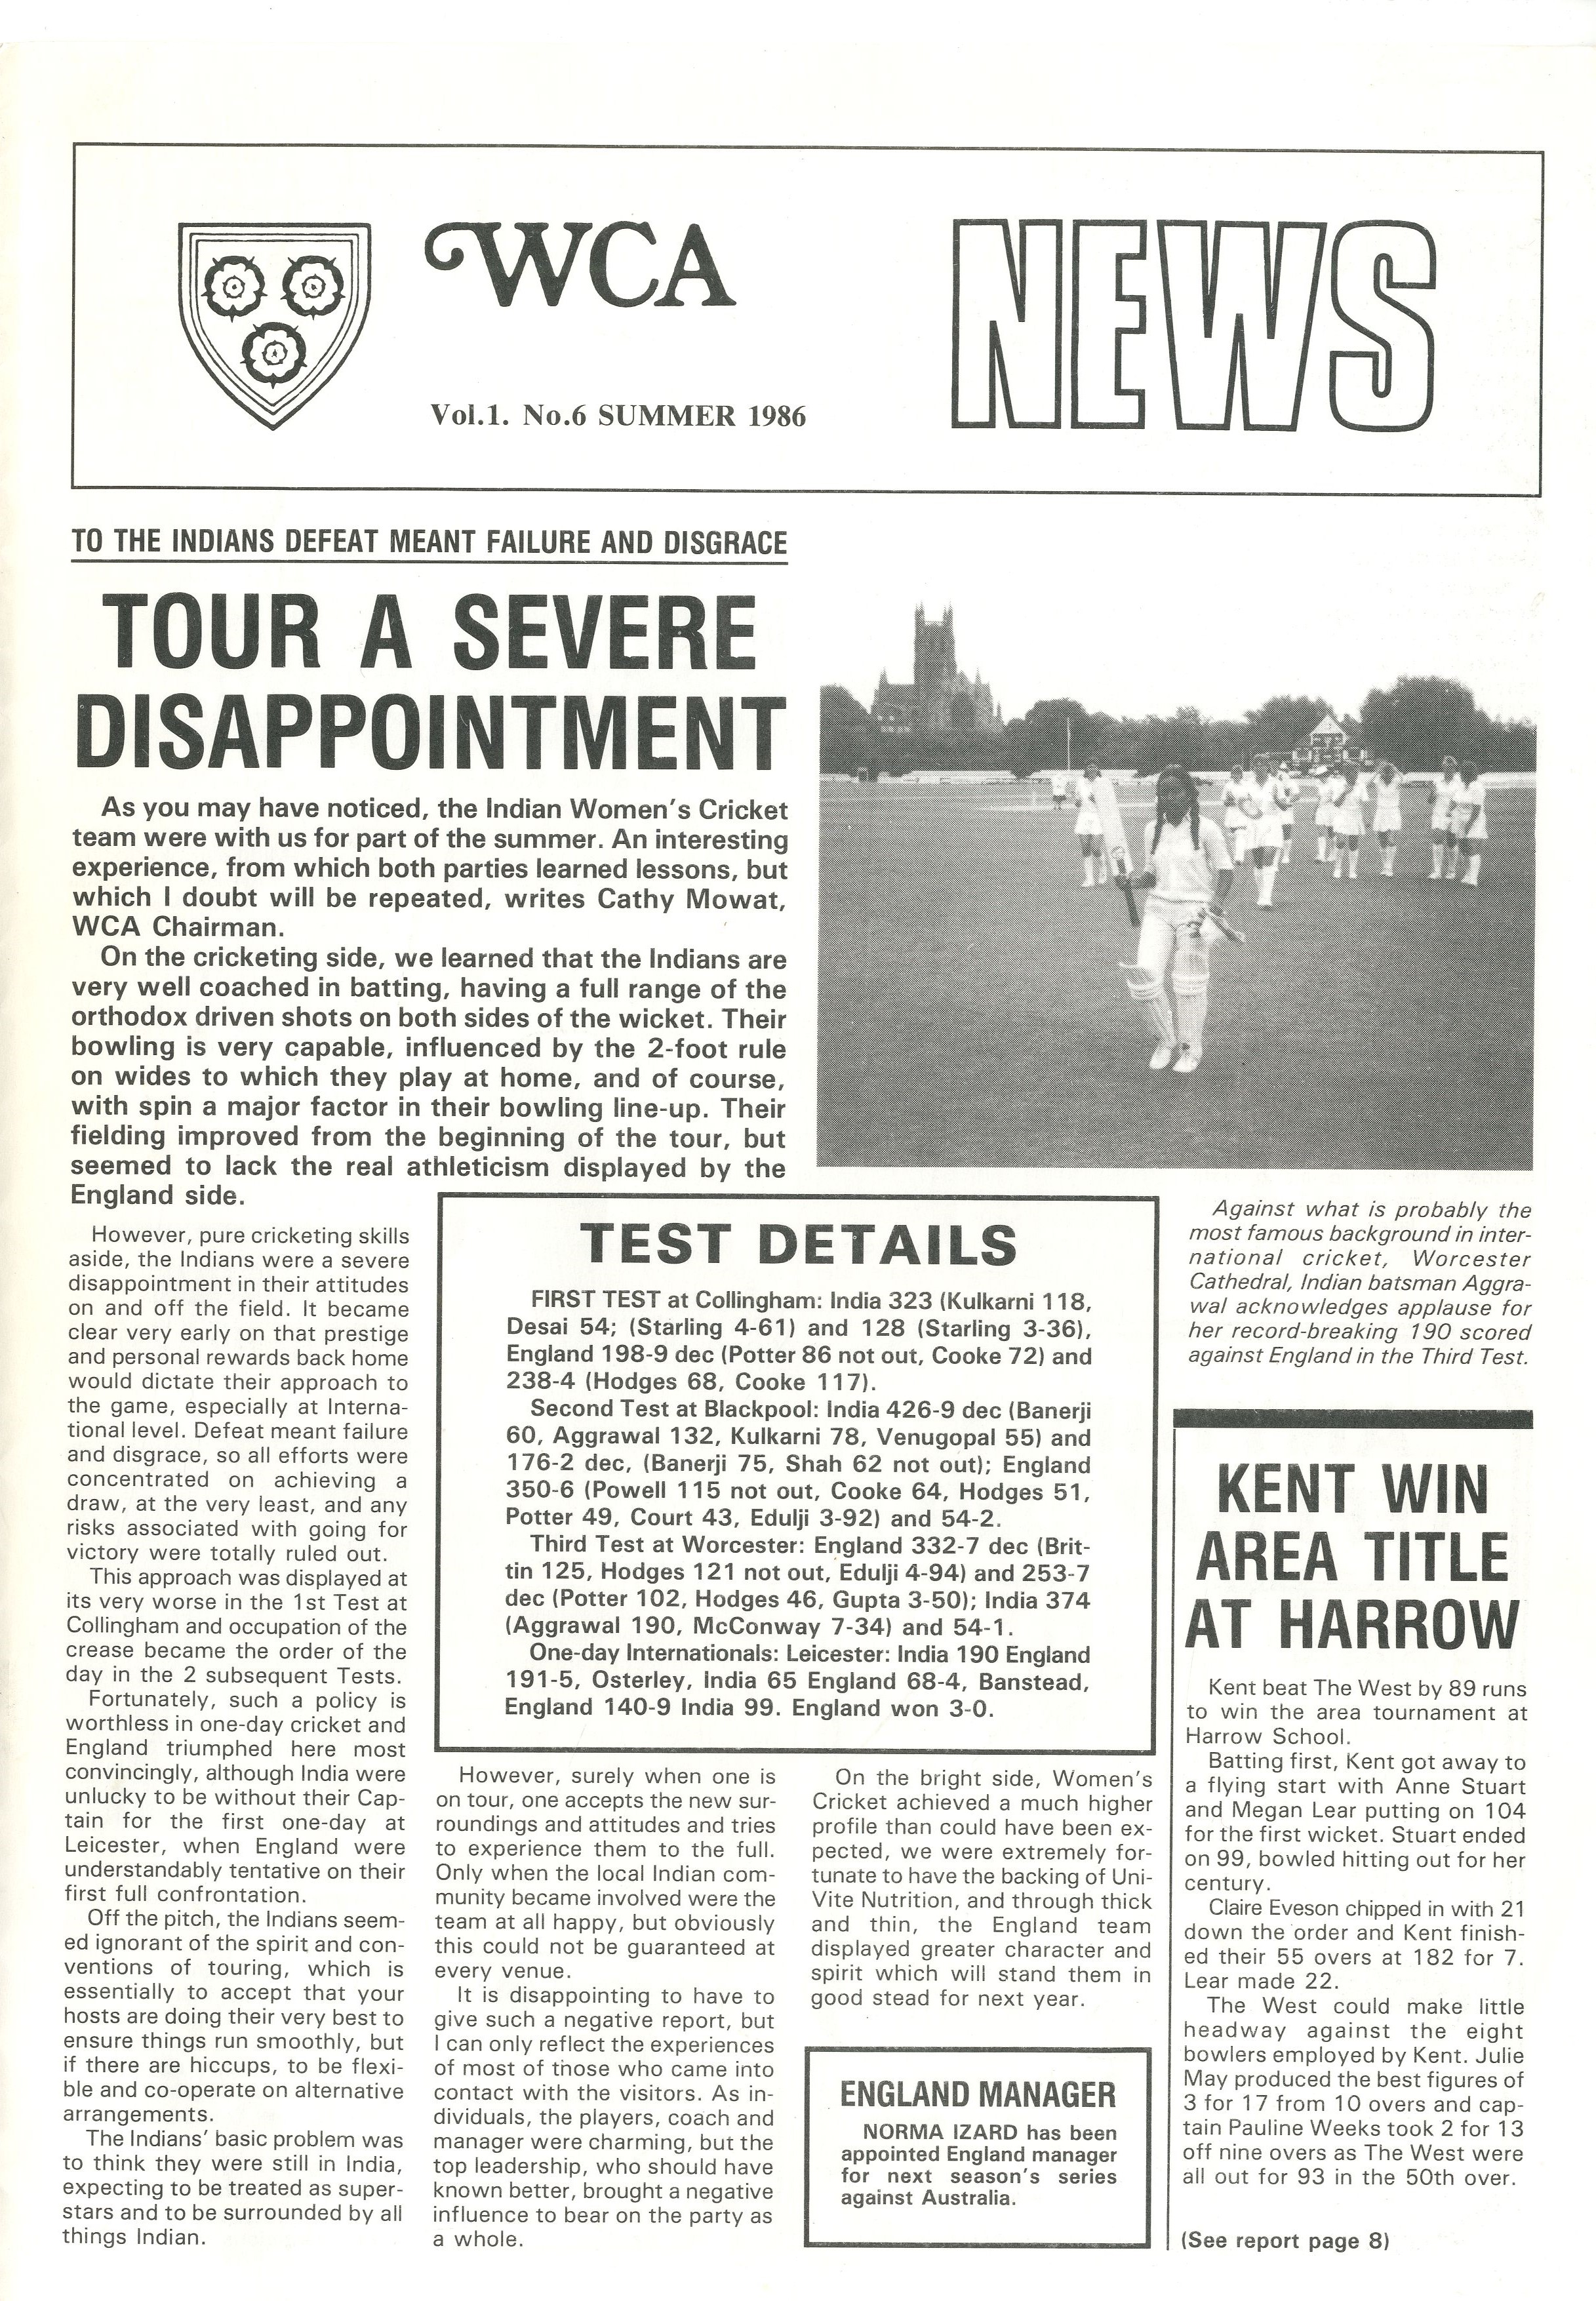 WCA
NEWS
Vol.1. No.6 SUMMER 1986
TO THE INDIANS DEFEAT MEANT FAILURE AND DISGRACE
TOUR A SEVERE
DISAPPOINTMENT
As you may have noticed, the Indian Women's Cricket
team were with us for part of the summer. An interesting
experience, from which both parties learned lessons, but
which I doubt will be repeated, writes Cathy Mowat,
WCA Chairman.
On the cricketing side, we learned that the Indians are
very well coached in batting, having a full range of the
orthodox driven shots on both sides of the wicket. Their
bowling is very capable, influenced by the 2-foot rule
on wides to which they play at home, and of course,
with spin a major factor in their bowling line-up. Their
fielding improved from the beginning of the tour, but
seemed to lack the real athleticism displayed by the
England side.
However, pure cricketing skills
aside, the Indians were a severe
disappointment in their attitudes
on and off the field. It became
clear very early on that prestige
and personal rewards back home
would dictate their approach to
the game, especially at Interna-
tional level. Defeat meant failure
and disgrace, so all efforts were
concentrated on achieving a
draw, at the very least, and any
risks associated with going for
victory were totally ruled out.
This approach was displayed at
its very worse in the 1st Test at
Collingham and occupation of the
crease became the order of the
day in the 2 subsequent Tests.
Fortunately, such a policy is
worthless in one-day cricket and
England triumphed here most
convincingly, although India were
unlucky to be without their Cap-
tain for the first one-day at
Leicester, when England were
understandably tentative on their
first full confrontation.
Off the pitch, the Indians seem-
ed ignorant of the spirit and con-
ventions of touring, which is
essentially to accept that your
hosts are doing their very best to
ensure things run smoothly, but
if there are hiccups, to be flexi-
ble and co-operate on alternative
arrangements.
The Indians' basic problem was
to think they were still in India,
expecting to be treated as super-
stars and to be surrounded by all
things Indian.
TEST DETAILS
FIRST TEST at Collingham: India 323 (Kulkarni 118,
Desai 54; (Starling 4-61) and 128 (Starling 3-36),
England 198-9 dec (Potter 86 not out, Cooke 72) and
238-4 (Hodges 68, Cooke 117).
Second Test at Blackpool: India 426-9 dec (Banerji
60, Aggrawal 132, Kulkarni 78, Venugopal 55) and
176-2 dec, (Banerji 75, Shah 62 not out); England
350-6 (Powell 115 not out, Cooke 64, Hodges 51,
Potter 49, Court 43, Edulji 3-92) and 54-2.
Third Test at Worcester: England 332-7 dec (Brit-
tin 125, Hodges 121 not out, Edulji 4-94) and 253-7
dec (Potter 102, Hodges 46, Gupta 3-50); India 374
(Aggrawal 190, McConway 7-34) and 54-1.
One-day Internationals: Leicester: India 190 England
191-5, Osterley, India 65 England 68-4, Banstead,
England 140-9 India 99. England won 3-0.
However, surely when one is
on tour, one accepts the new sur-
roundings and attitudes and tries
to experience them to the full.
Only when the local Indian com-
munity became involved were the
team at all happy, but obviously
this could not be guaranteed at
every venue.
It is disappointing to have to
give such a negative report, but
I can only reflect the experiences
of most of those who came into
contact with the visitors. As in-
dividuals, the players, coach and
manager were charming, but the
top leadership, who should have
known better, brought a negative
influence to bear on the party as
a whole.
On the bright side, Women's
Cricket achieved a much higher
profile than could have been ex-
pected, we were extremely for-
tunate to have the backing of Uni-
Vite Nutrition, and through thick
and thin, the England team
displayed greater character and
spirit which will stand them in
good stead for next year.
ENGLAND MANAGER
NORMA IZARD has been
appointed England manager
for next season's series
against Australia.
Against what is probably the
most famous background in inter-
national cricket, Worcester
Cathedral, Indian batsman Aggra-
wal acknowledges applause for
her record-breaking 190 scored
against England in the Third Test.
KENT WIN
AREA TITLE
AT HARROW
Kent beat The West by 89 runs
to win the area tournament at
Harrow School.
Batting first, Kent got away to
a flying start with Anne Stuart
and Megan Lear putting on 104
for the first wicket. Stuart ended
on 99, bowled hitting out for her
century.
Claire Eveson chipped in with 21
down the order and Kent finish-
ed their 55 overs at 182 for 7.
Lear made 22.
The West could make little
headway against the eight
bowlers employed by Kent. Julie
May produced the best figures of
3 for 17 from 10 overs and cap-
tain Pauline Weeks took 2 for 13
off nine overs as The West were
all out for 93 in the 50th over.
(See report page 8)